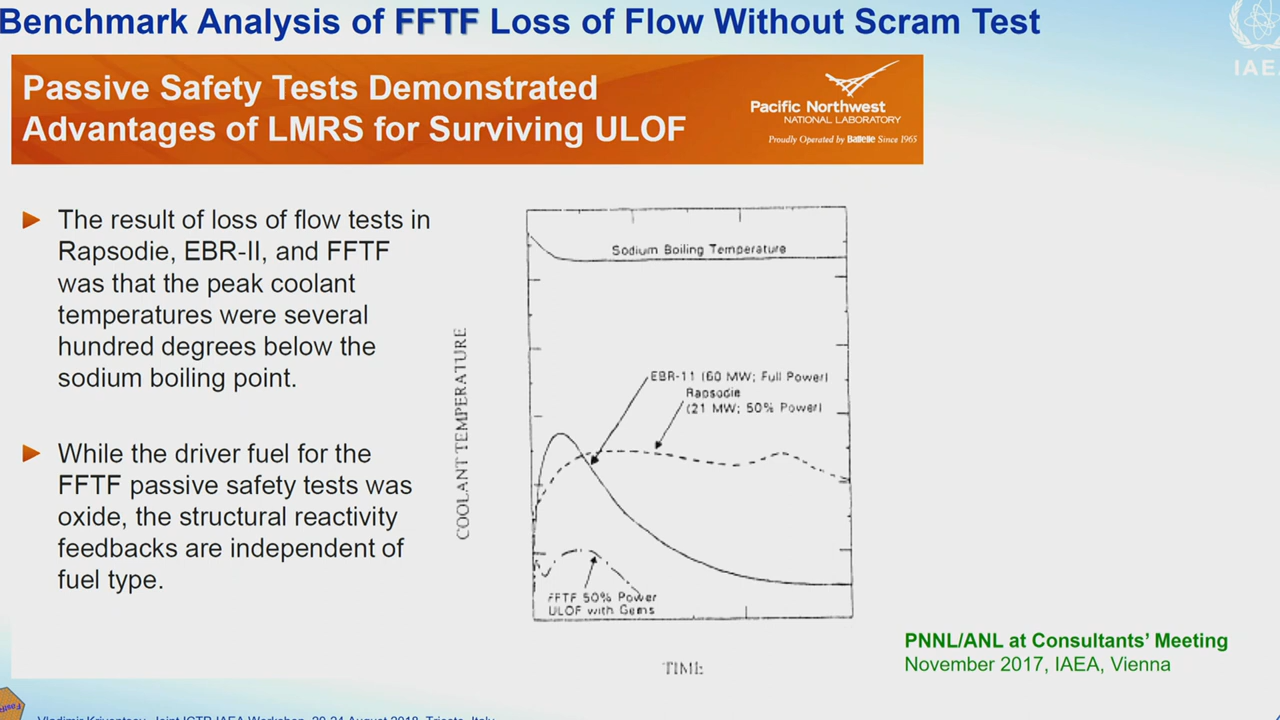 Benchmark Analysis of FFTF Loss of Flow Without Scram Test
IAEA
Passive Safety Tests Demonstrated
Advantages of LMRS for Surviving ULOF
Pacific Northwest
NATIONAL LABORATORY
Proudly Operated by Battelle Since 1965
The result of loss of flow tests in
Rapsodie, EBR-II, and FFTF
was that the peak coolant
temperatures were several
hundred degrees below the
sodium boiling point.
While the driver fuel for the
FFTF passive safety tests was
oxide, the structural reactivity
feedbacks are independent of
fuel type.
Sodium Boiling Temperature
COOLANT TEMPERATURE
EBR-11 (60 MW; Full Power)
Rapsodie
(21 MW; 50% Power)
FFTF 50% Power
ULOF with Gems
TIME
PNNL/ANL at Consultants' Meeting
November 2017, IAEA, Vienna